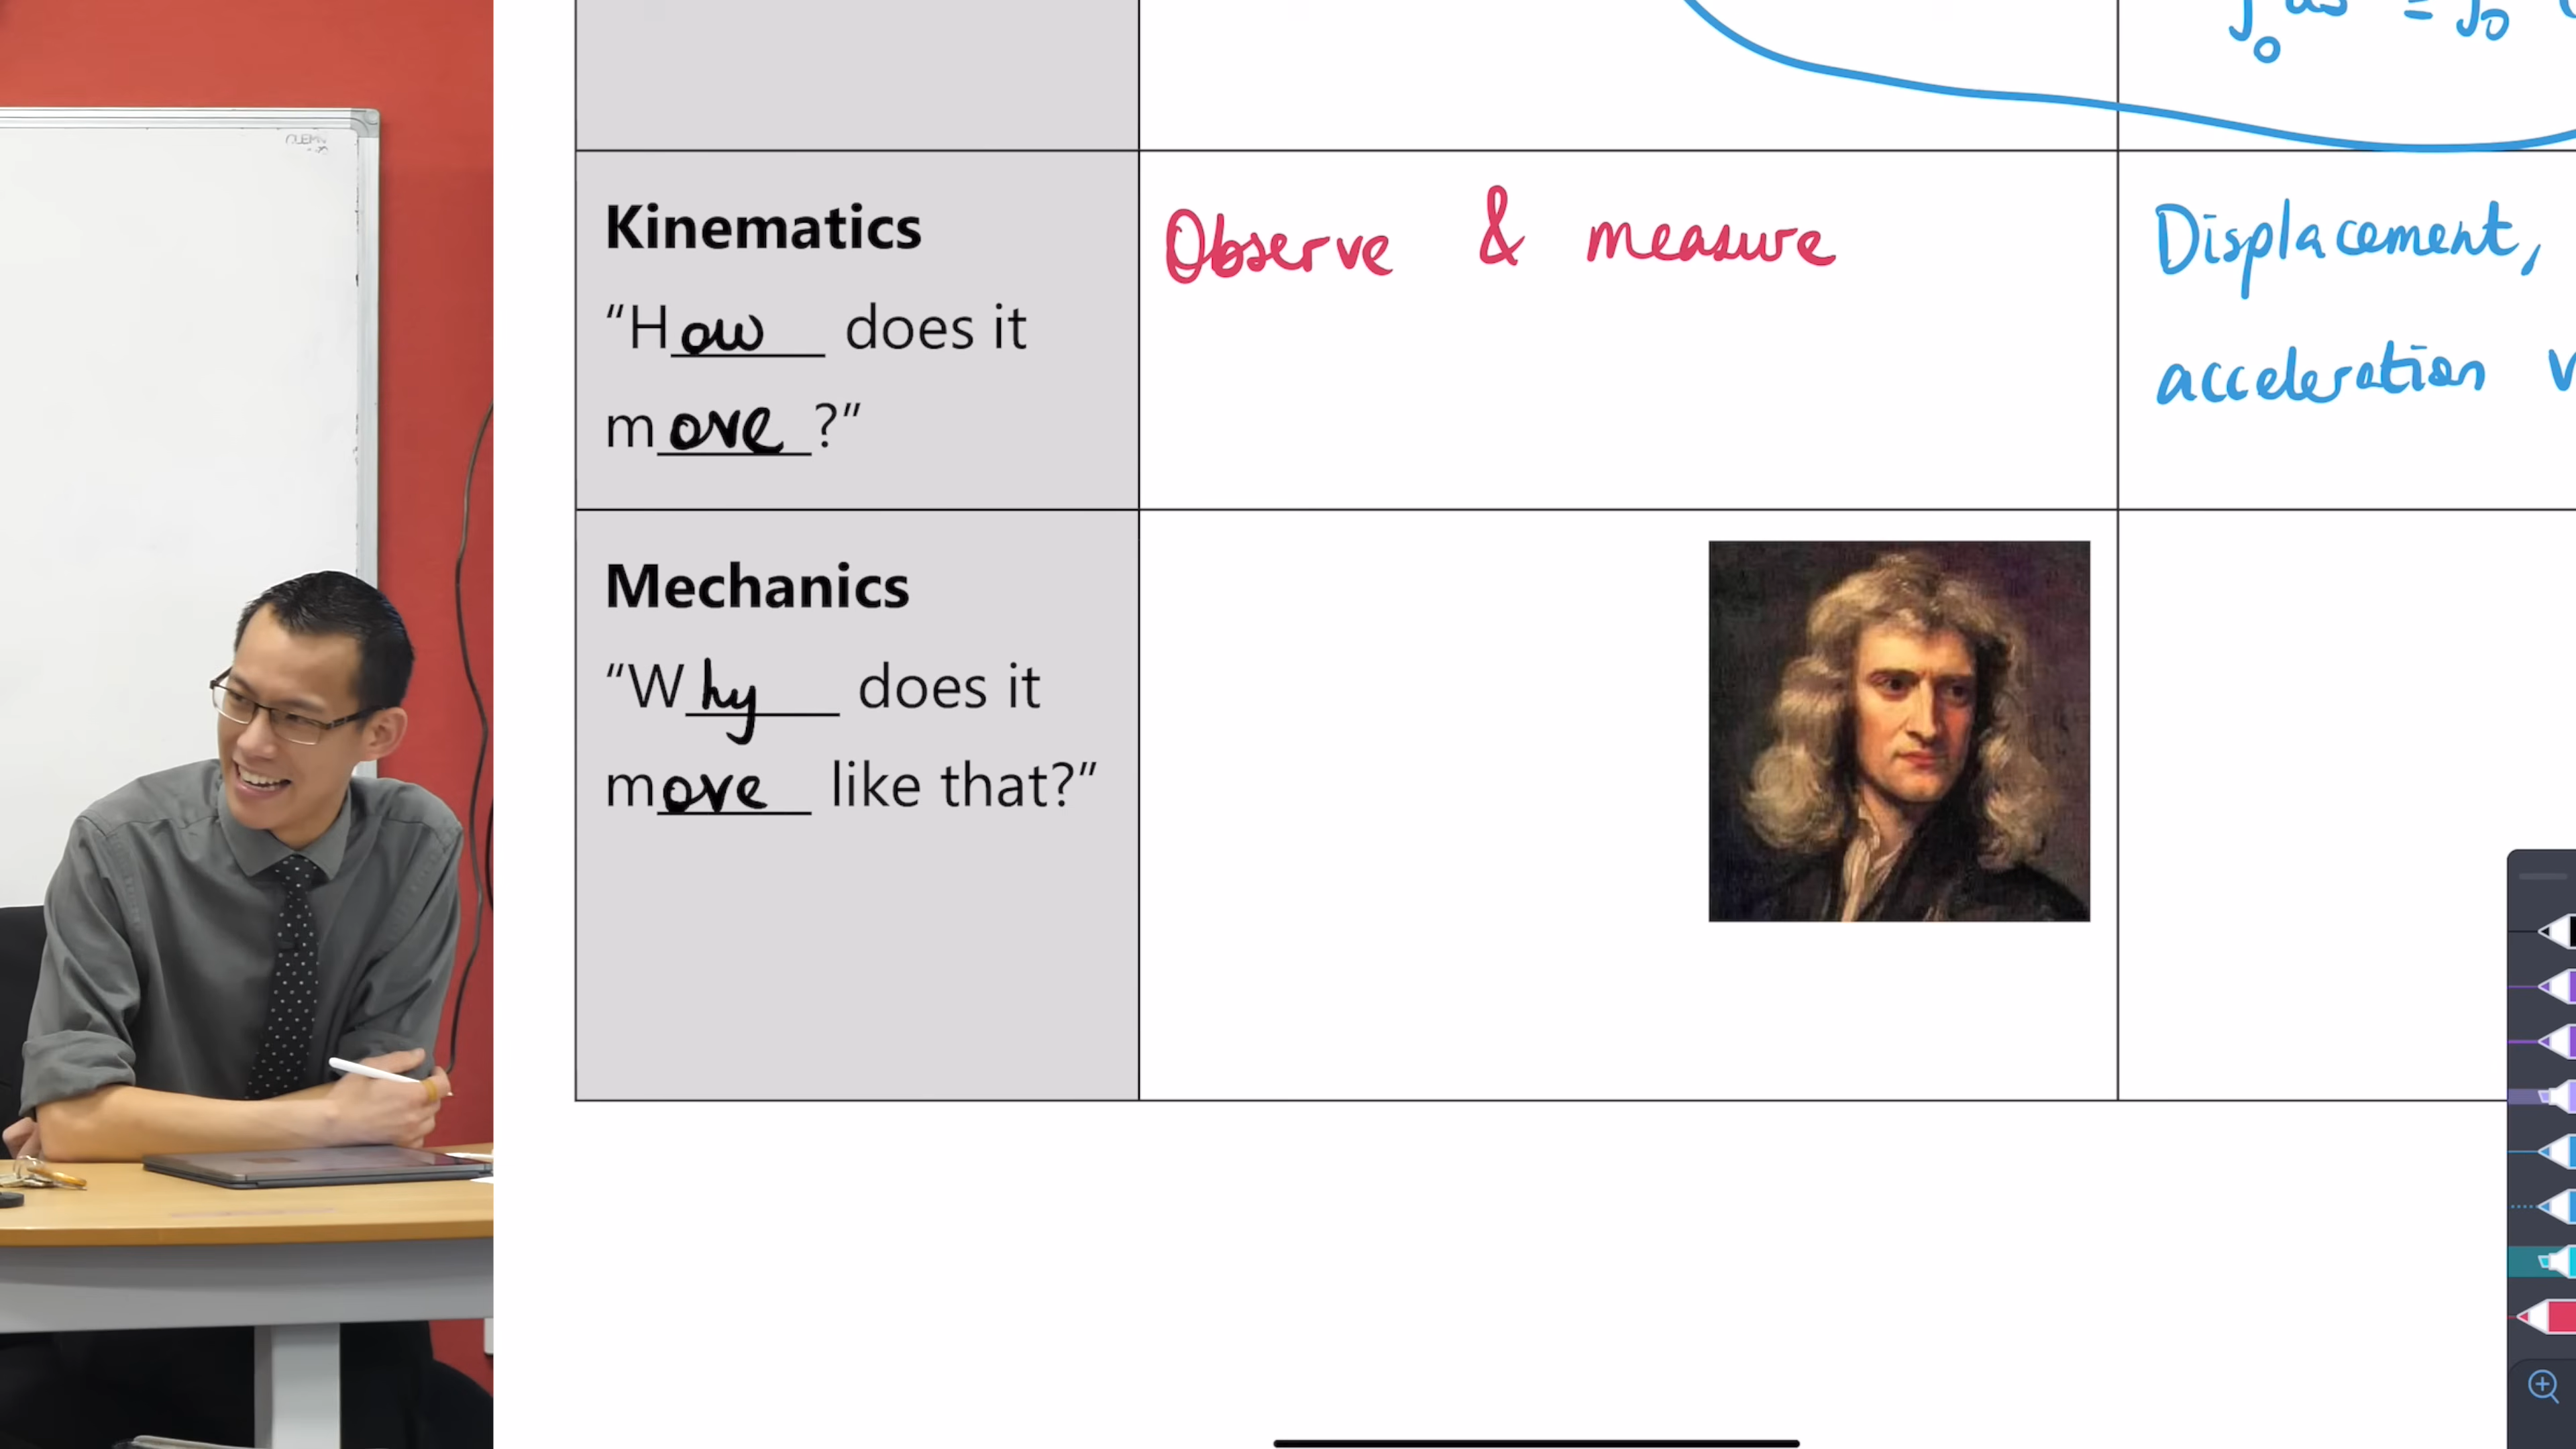 Kinematics
“How does it
move?”
Observe & measure
Displacement,
acceleration
Mechanics
“Why does it
move like that?”